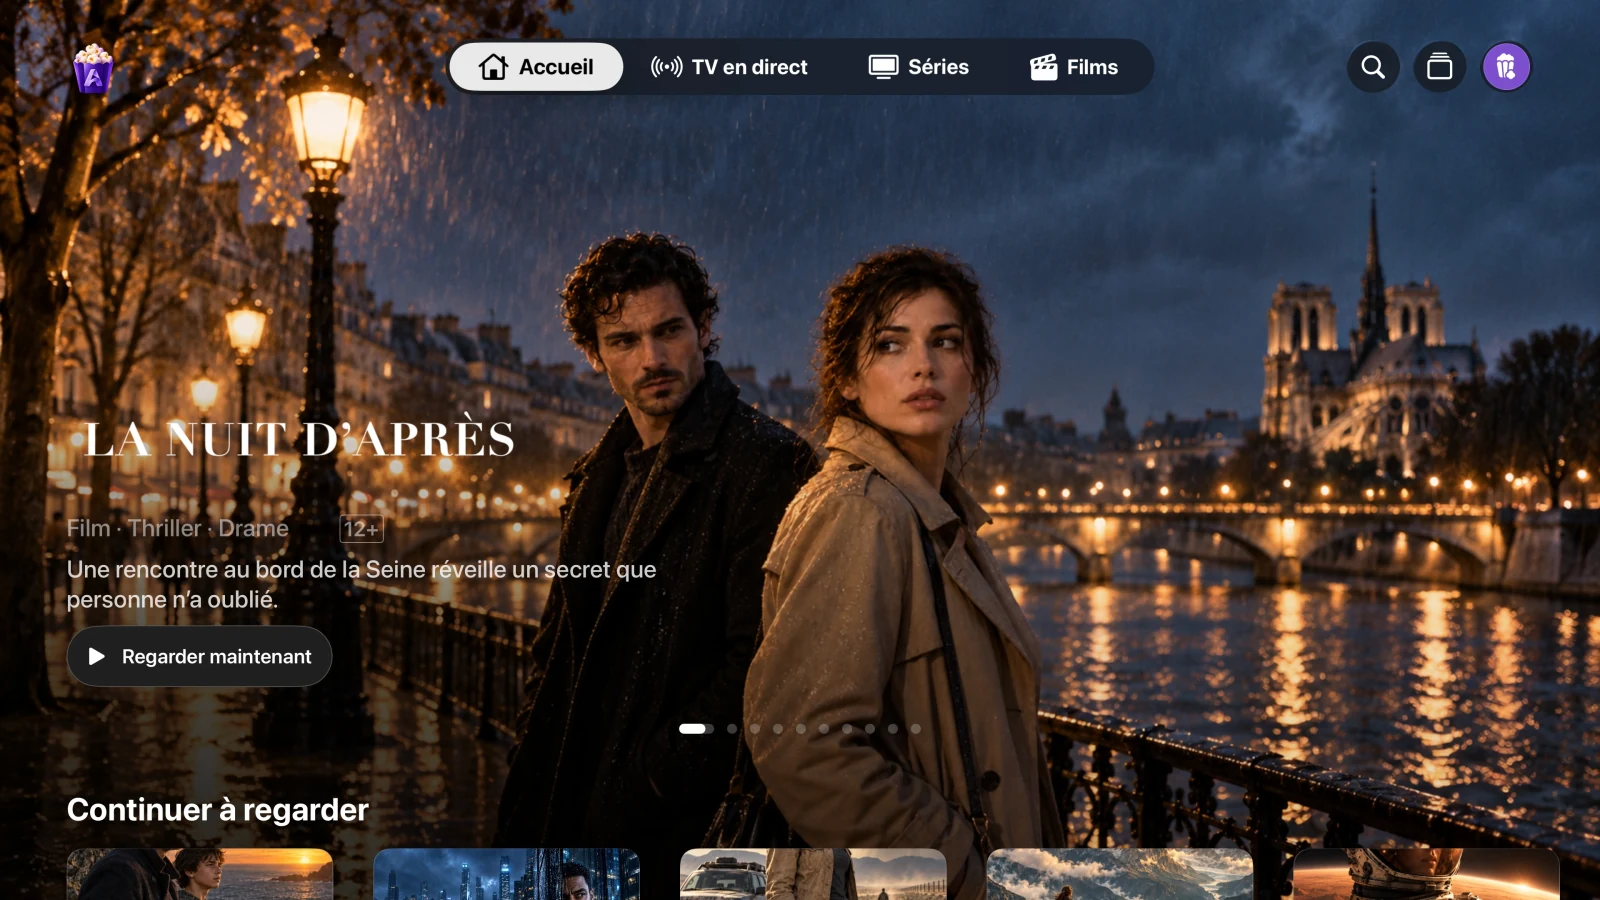 Accueil
TV en direct
Séries
Films
LA NUIT D’APRÈS
Film · Thriller · Drame
12+
Une rencontre au bord de la Seine réveille un secret que
personne n’a oublié.
Regarder maintenant
Continuer à regarder